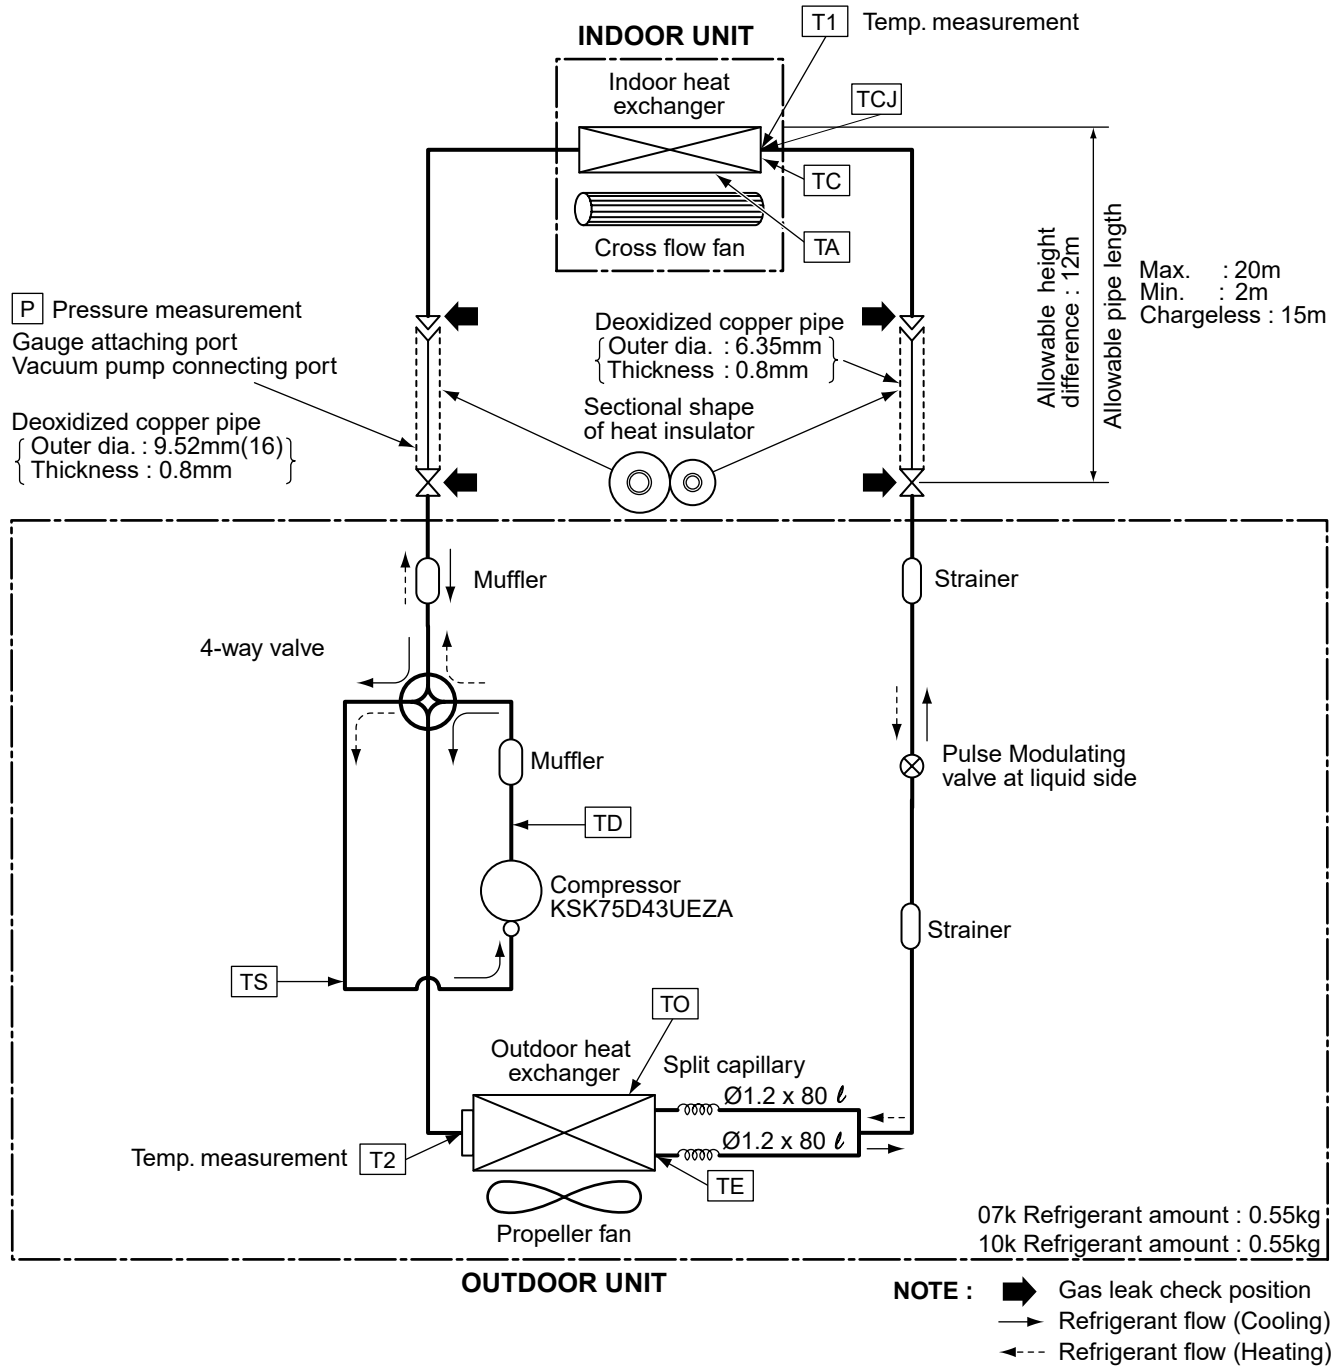 T1 Temp. measurement
INDOOR UNIT
Indoor heat
exchanger
TCJ
TC
TA
Cross flow fan
Allowable height
difference : 12m
Allowable pipe length
Max. : 20m
Min. : 2m
Chargeless : 15m
P Pressure measurement
Gauge attaching port
Vacuum pump connecting port
Deoxidized copper pipe
Outer dia. : 9.52mm(16)
Thickness : 0.8mm
Deoxidized copper pipe
Outer dia. : 6.35mm
Thickness : 0.8mm
Sectional shape
of heat insulator
Muffler
Strainer
4-way valve
Muffler
Pulse Modulating
valve at liquid side
TD
Compressor
KSK75D43UEZA
Strainer
TS
TO
Outdoor heat
exchanger
Split capillary
Ø1.2 x 80 ℓ
Ø1.2 x 80 ℓ
Temp. measurement T2
TE
Propeller fan
07k Refrigerant amount : 0.55kg
10k Refrigerant amount : 0.55kg
OUTDOOR UNIT
NOTE : Gas leak check position
Refrigerant flow (Cooling)
Refrigerant flow (Heating)